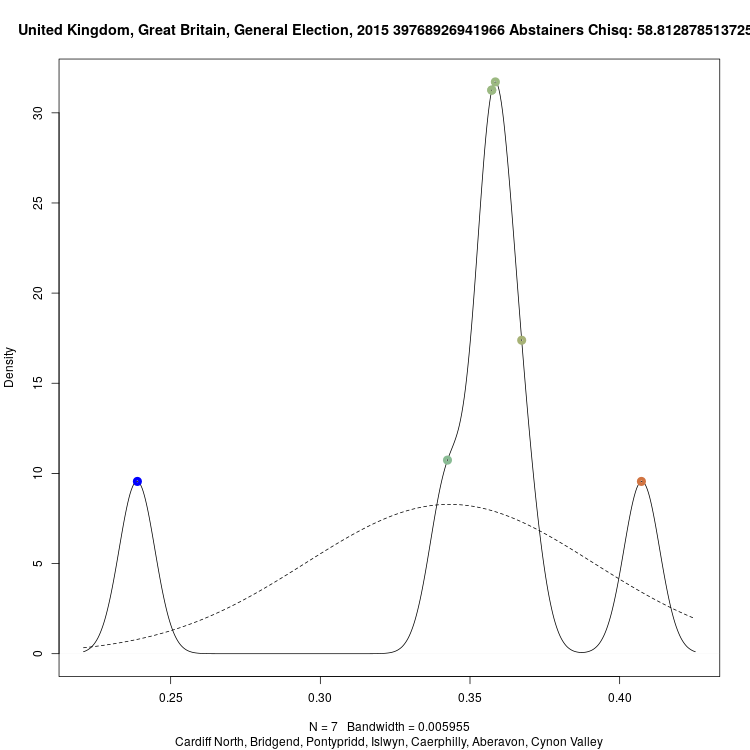 United Kingdom, Great Britain, General Election, 2015 39768926941966 Abstainers Chisq: 58.812878513725
Density
30
25
20
15
10
5
0
0.25 0.30 0.35 0.40
N = 7 Bandwidth = 0.005955
Cardiff North, Bridgend, Pontypridd, Islwyn, Caerphilly, Aberavon, Cynon Valley